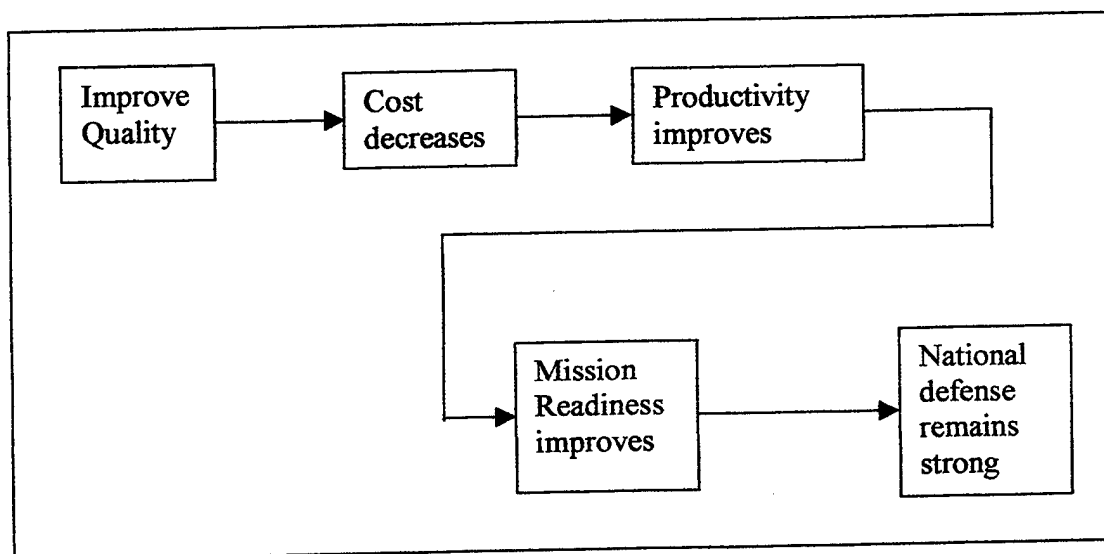 Improve
Quality
Cost
decreases
Productivity
improves
Mission
Readiness
improves
National
defense
remains
strong